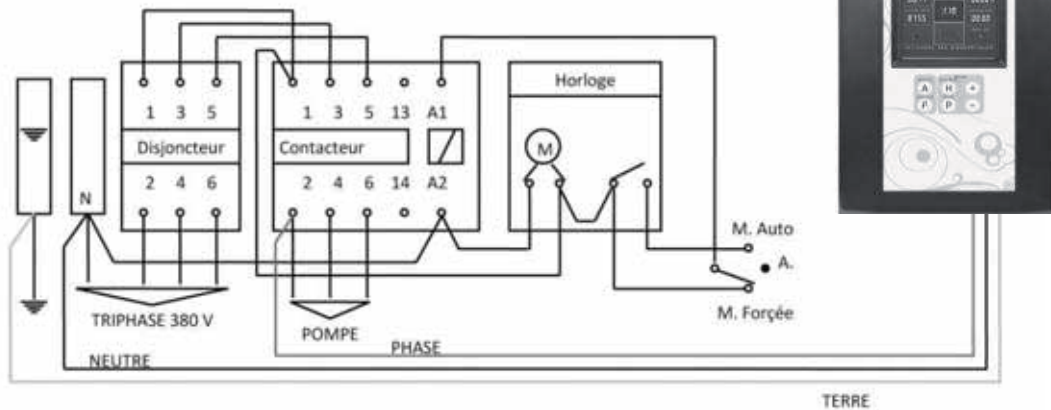 1 3 5
Disjoncteur
2 4 6
1 3 5 13 A1
Contacteur
2 4 6 14 A2
Horloge
M
N
M. Auto
A.
M. Forçée
TRIPHASE 380 V
POMPE
PHASE
NEUTRE
TERRE
A H +
P -